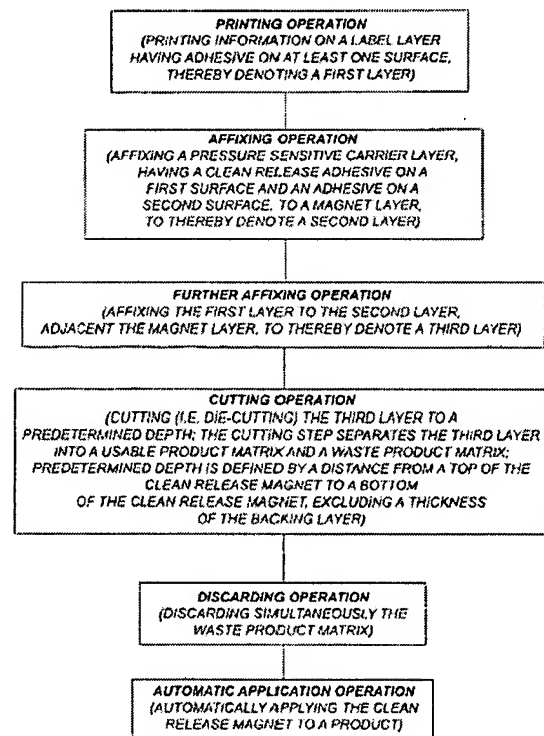 PRINTING OPERATION
(PRINTING INFORMATION ON A LABEL LAYER
HAVING ADHESIVE ON AT LEAST ONE SURFACE,
THEREBY DENOTING A FIRST LAYER)
AFFIXING OPERATION
(AFFIXING A PRESSURE SENSITIVE CARRIER LAYER,
HAVING A CLEAN RELEASE ADHESIVE ON A
FIRST SURFACE AND AN ADHESIVE ON A
SECOND SURFACE, TO A MAGNET LAYER,
TO THEREBY DENOTE A SECOND LAYER)
FURTHER AFFIXING OPERATION
(AFFIXING THE FIRST LAYER TO THE SECOND LAYER,
ADJACENT THE MAGNET LAYER, TO THEREBY DENOTE A THIRD LAYER)
CUTTING OPERATION
(CUTTING (I.E. DIE-CUTTING) THE THIRD LAYER TO A
PREDETERMINED DEPTH; THE CUTTING STEP SEPARATES THE THIRD LAYER
INTO A USABLE PRODUCT MATRIX AND A WASTE PRODUCT MATRIX;
PREDETERMINED DEPTH IS DEFINED BY A DISTANCE FROM A TOP OF THE
CLEAN RELEASE MAGNET TO A BOTTOM
OF THE CLEAN RELEASE MAGNET, EXCLUDING A THICKNESS
OF THE BACKING LAYER)
DISCARDING OPERATION
(DISCARDING SIMULTANEOUSLY THE
WASTE PRODUCT MATRIX)
AUTOMATIC APPLICATION OPERATION
(AUTOMATICALLY APPLYING THE CLEAN
RELEASE MAGNET TO A PRODUCT)